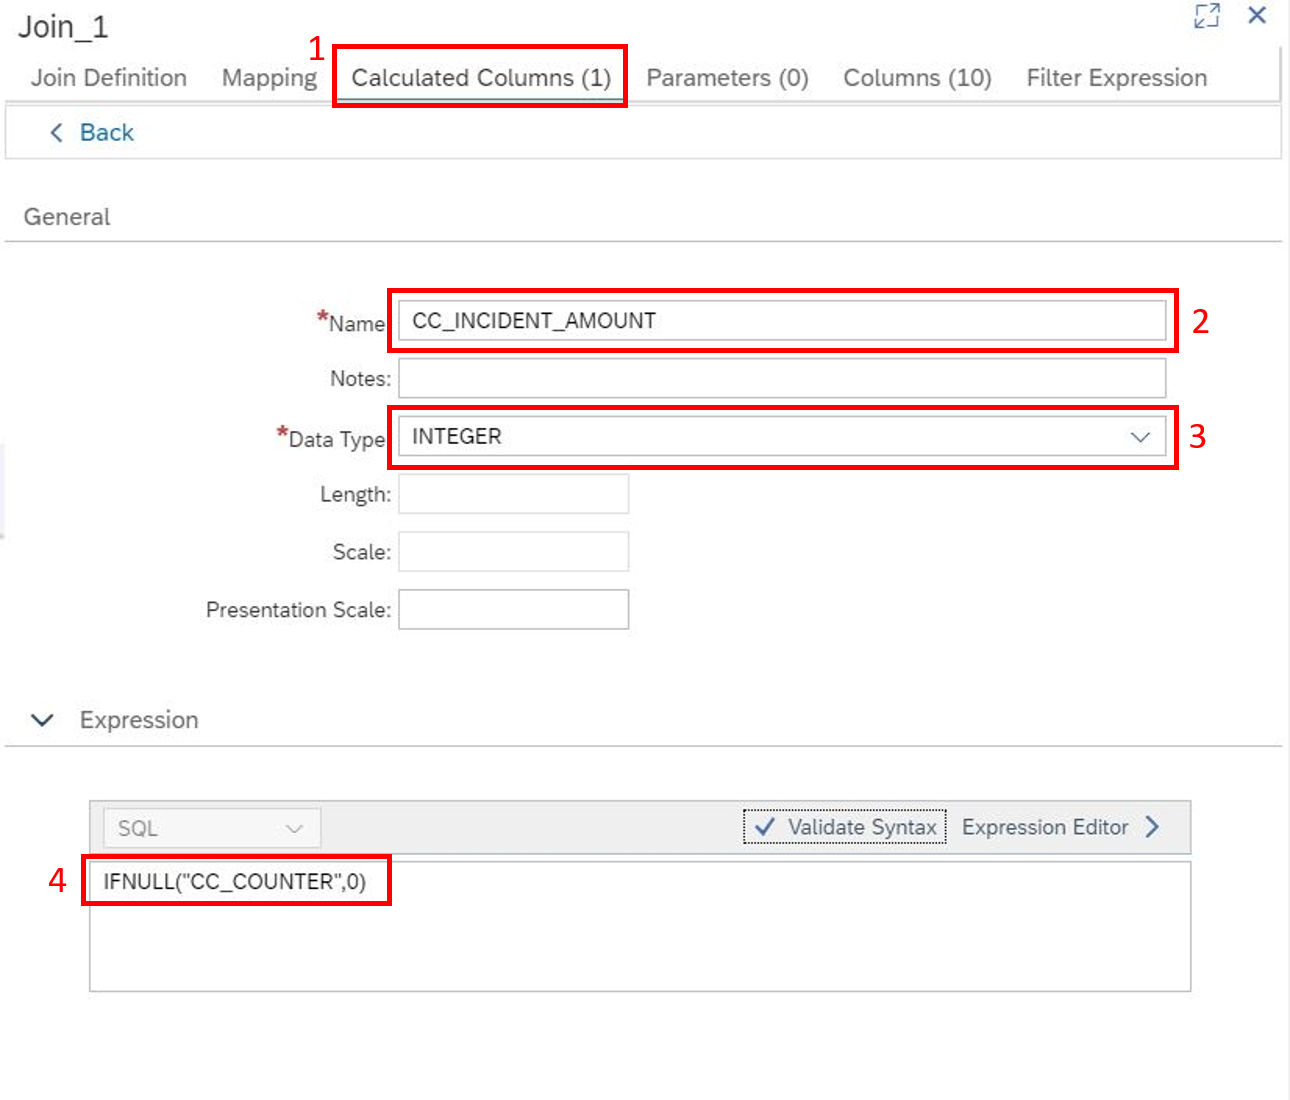 Join_1
1
Join Definition Mapping Calculated Columns (1) Parameters (0) Columns (10) Filter Expression
Back
General
*Name CC_INCIDENT_AMOUNT 2
Notes:
*Data Type INTEGER 3
Length:
Scale:
Presentation Scale:
Expression
SQL Validate Syntax Expression Editor
4 IFNULL("CC_COUNTER",0)